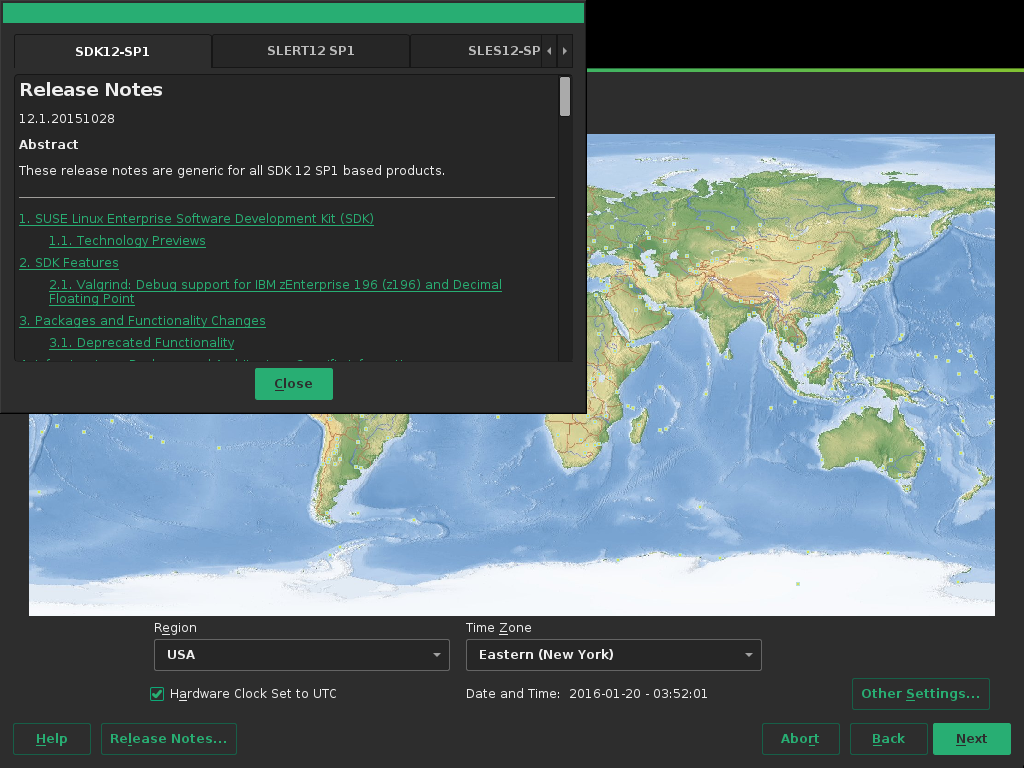 SDK12-SP1 SLERT12 SP1 SLES12-SP
Release Notes
12.1.20151028
Abstract
These release notes are generic for all SDK 12 SP1 based products.
1. SUSE Linux Enterprise Software Development Kit (SDK)
1.1. Technology Previews
2. SDK Features
2.1. Valgrind: Debug support for IBM zEnterprise 196 (z196) and Decimal
Floating Point
3. Packages and Functionality Changes
3.1. Deprecated Functionality
Close
Region Time Zone
USA Eastern (New York)
Hardware Clock Set to UTC Date and Time: 2016-01-20 - 03:52:01 Other Settings...
Help Release Notes... Abort Back Next